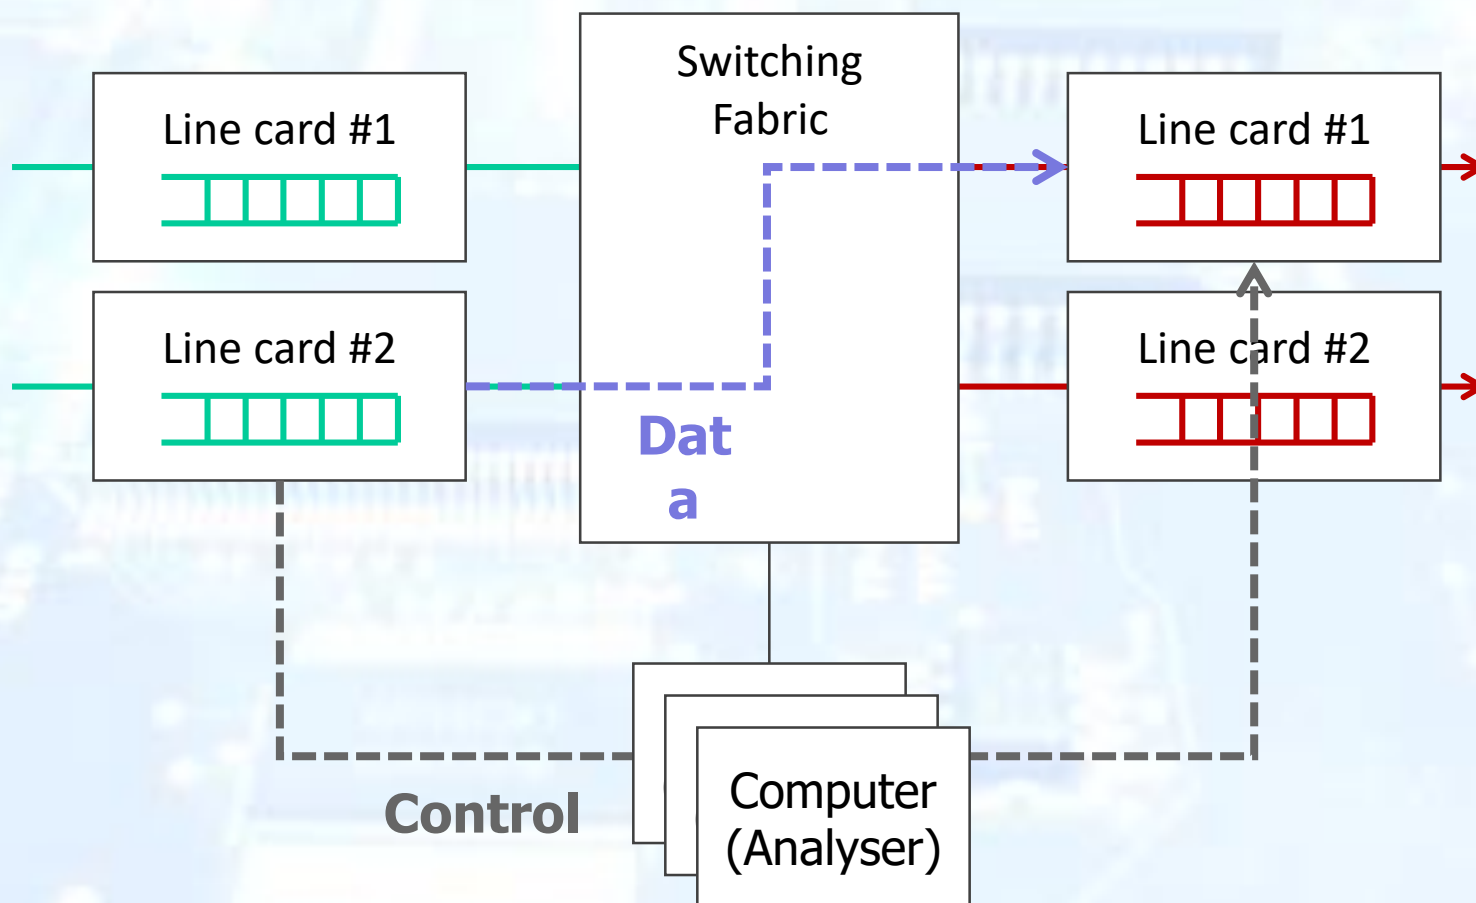 Switching
Fabric
Line card #1
Line card #1
Line card #2
Line card #2
Dat
a
Control
Computer
(Analyser)